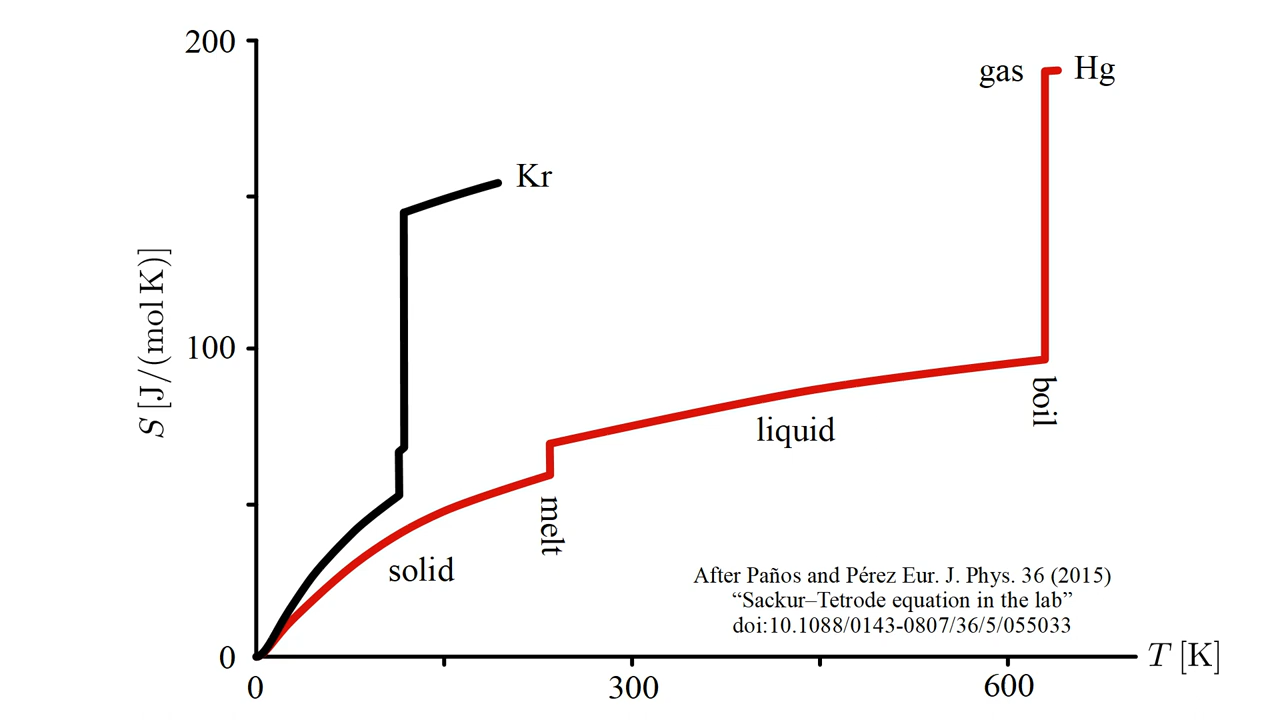 200
gas
Hg
Kr
S [J/(mol K)]
100
boil
liquid
melt
solid
After Paños and Pérez Eur. J. Phys. 36 (2015)
“Sackur–Tetrode equation in the lab”
doi:10.1088/0143-0807/36/5/055033
0
T [K]
0
300
600